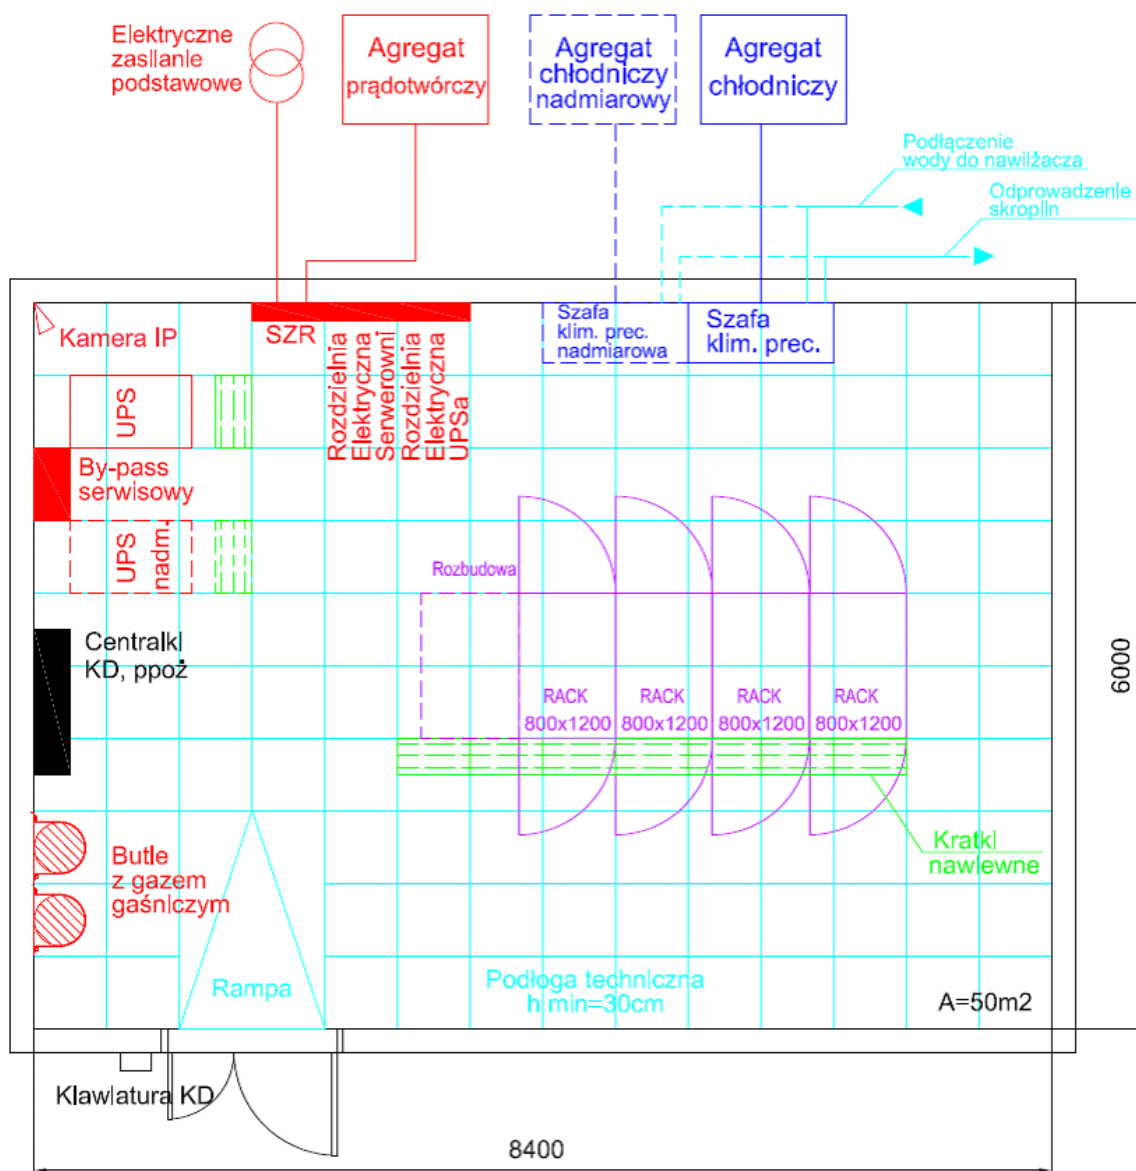 Elektryczne
zasilanie
podstawowe
Agregat
prądotwórczy
Agregat
chłodniczy
nadmiarowy
Agregat
chłodniczy
Podłączenie
wody do nawilżacza
Odprowadzenie
skroplin
Kamera IP
SZR
Rozdzielnia
Elektryczna
Serwerowni
Rozdzielnia
Elektryczna
UPSa
Szafa
klim. prec.
nadmiarowa
Szafa
klim. prec.
UPS
By-pass
serwisowy
UPS
nadm.
Rozbudowa
Centralki
KD, ppoż
RACK
800x1200
RACK
800x1200
RACK
800x1200
RACK
800x1200
6000
Kratki
nawiewne
Butle
z gazem
gaśniczym
Rampa
Podłoga techniczna
h min=30cm
A=50m2
Klawiatura KD
8400